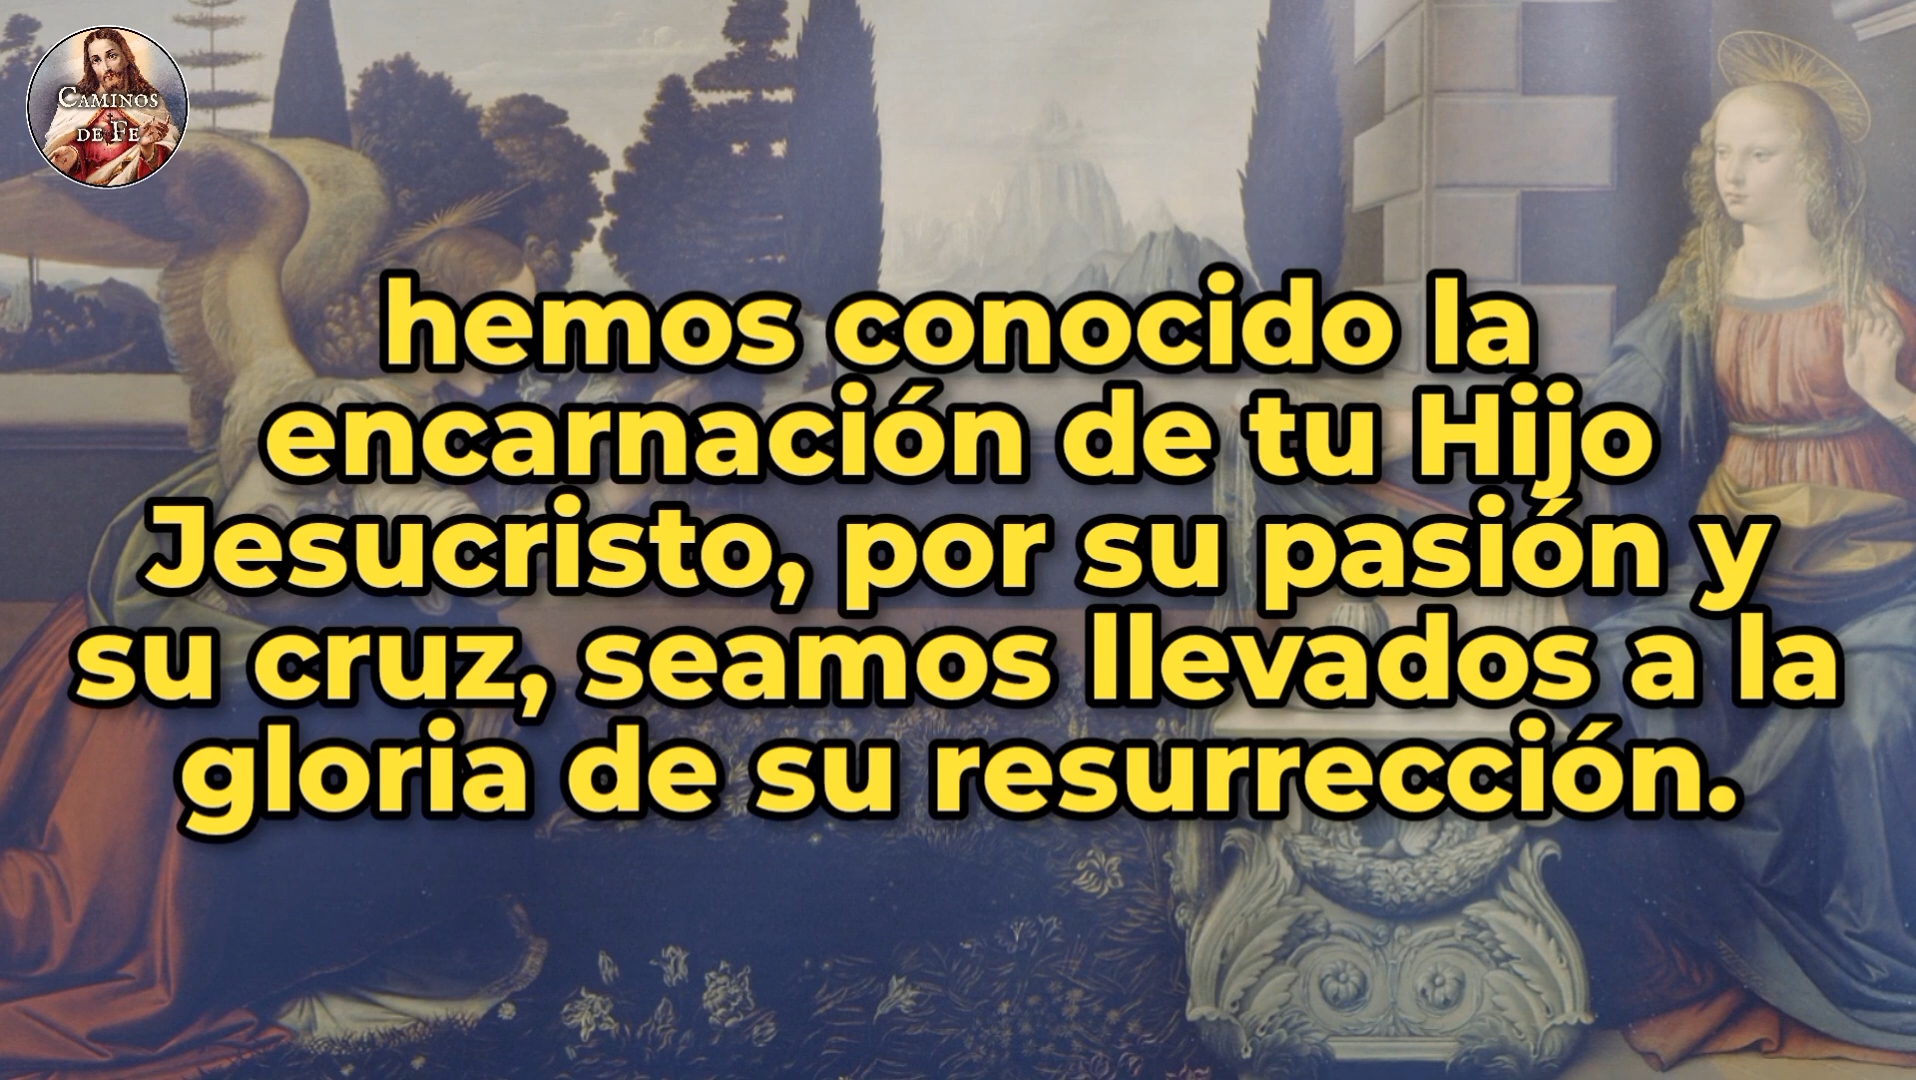 CAMINOS
DE FE
hemos conocido la
encarnación de tu Hijo
Jesucristo, por su pasión y
su cruz, seamos llevados a la
gloria de su resurrección.